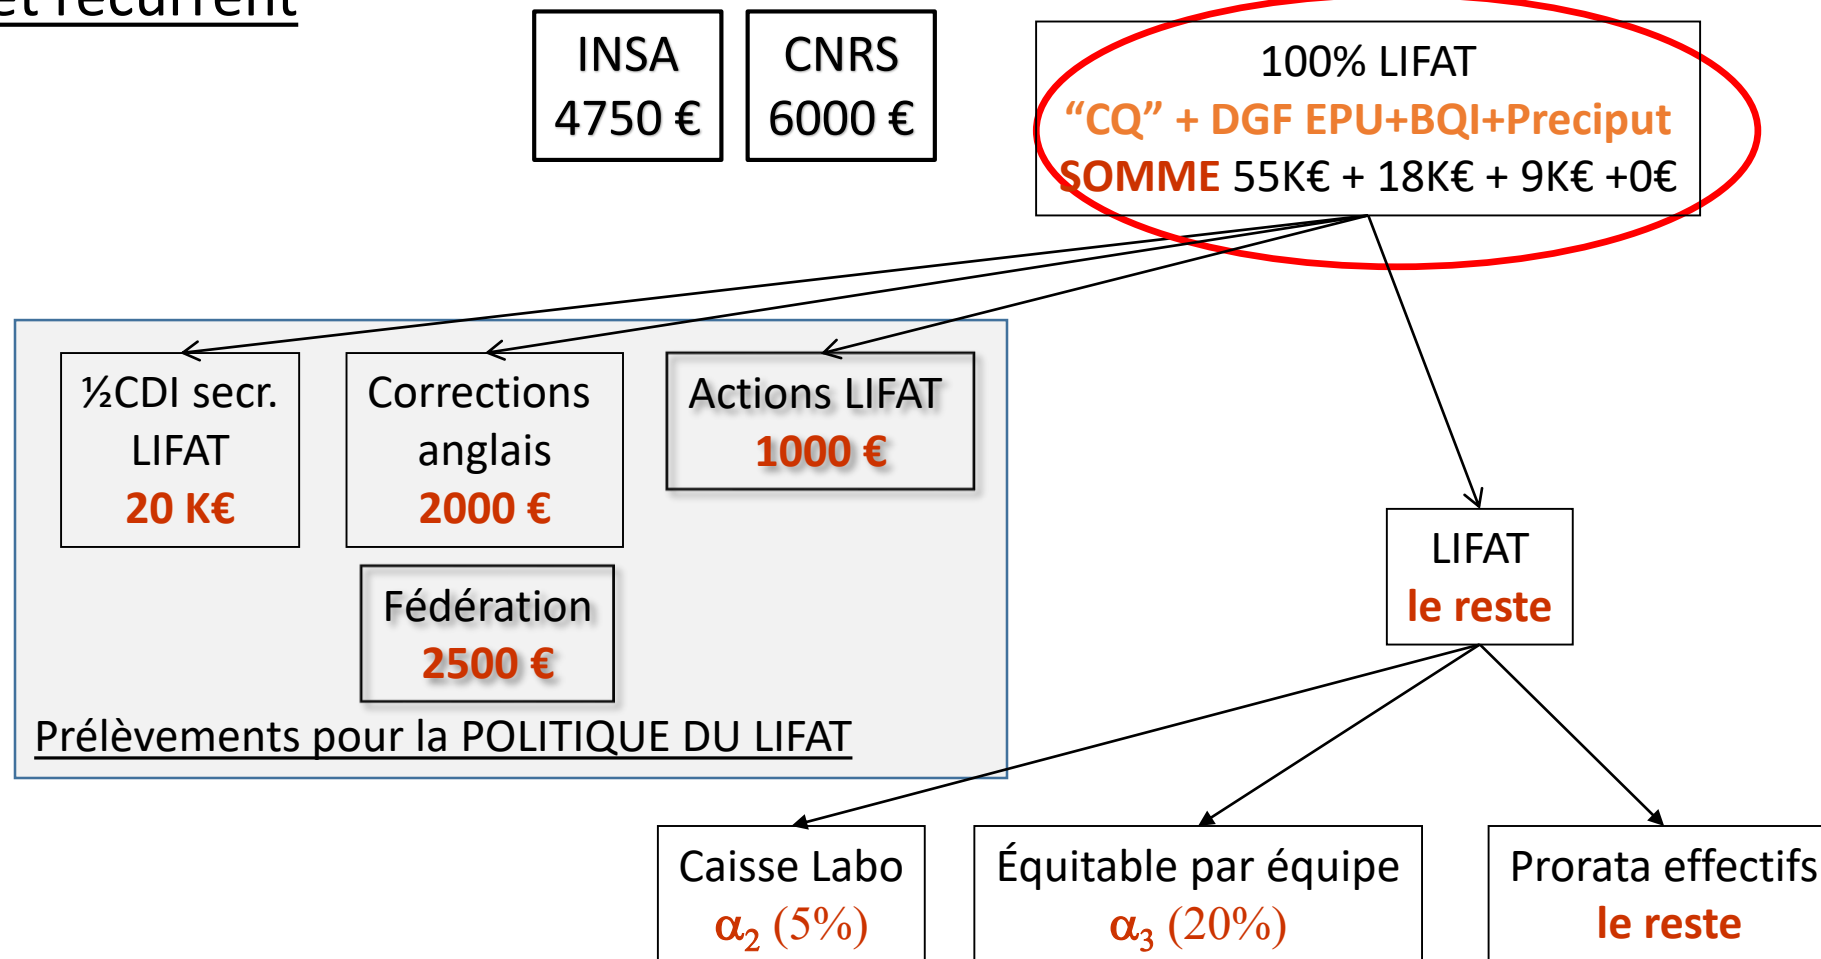 et récurrent
INSA
4750 €
CNRS
6000 €
100% LIFAT
“CQ” + DGF EPU+BQI+Preciput
SOMME 55K€ + 18K€ + 9K€ +0€
½CDI secr.
LIFAT
20 K€
Corrections
anglais
2000 €
Actions LIFAT
1000 €
Fédération
2500 €
Prélèvements pour la POLITIQUE DU LIFAT
LIFAT
le reste
Caisse Labo
α₂ (5%)
Équitable par équipe
α₃ (20%)
Prorata effectifs
le reste